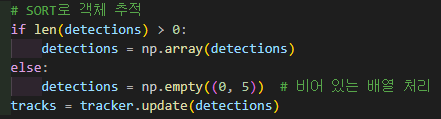 # SORT로 객체 추적
if len(detections) > 0:
    detections = np.array(detections)
else:
    detections = np.empty((0, 5))  # 비어 있는 배열 처리
tracks = tracker.update(detections)